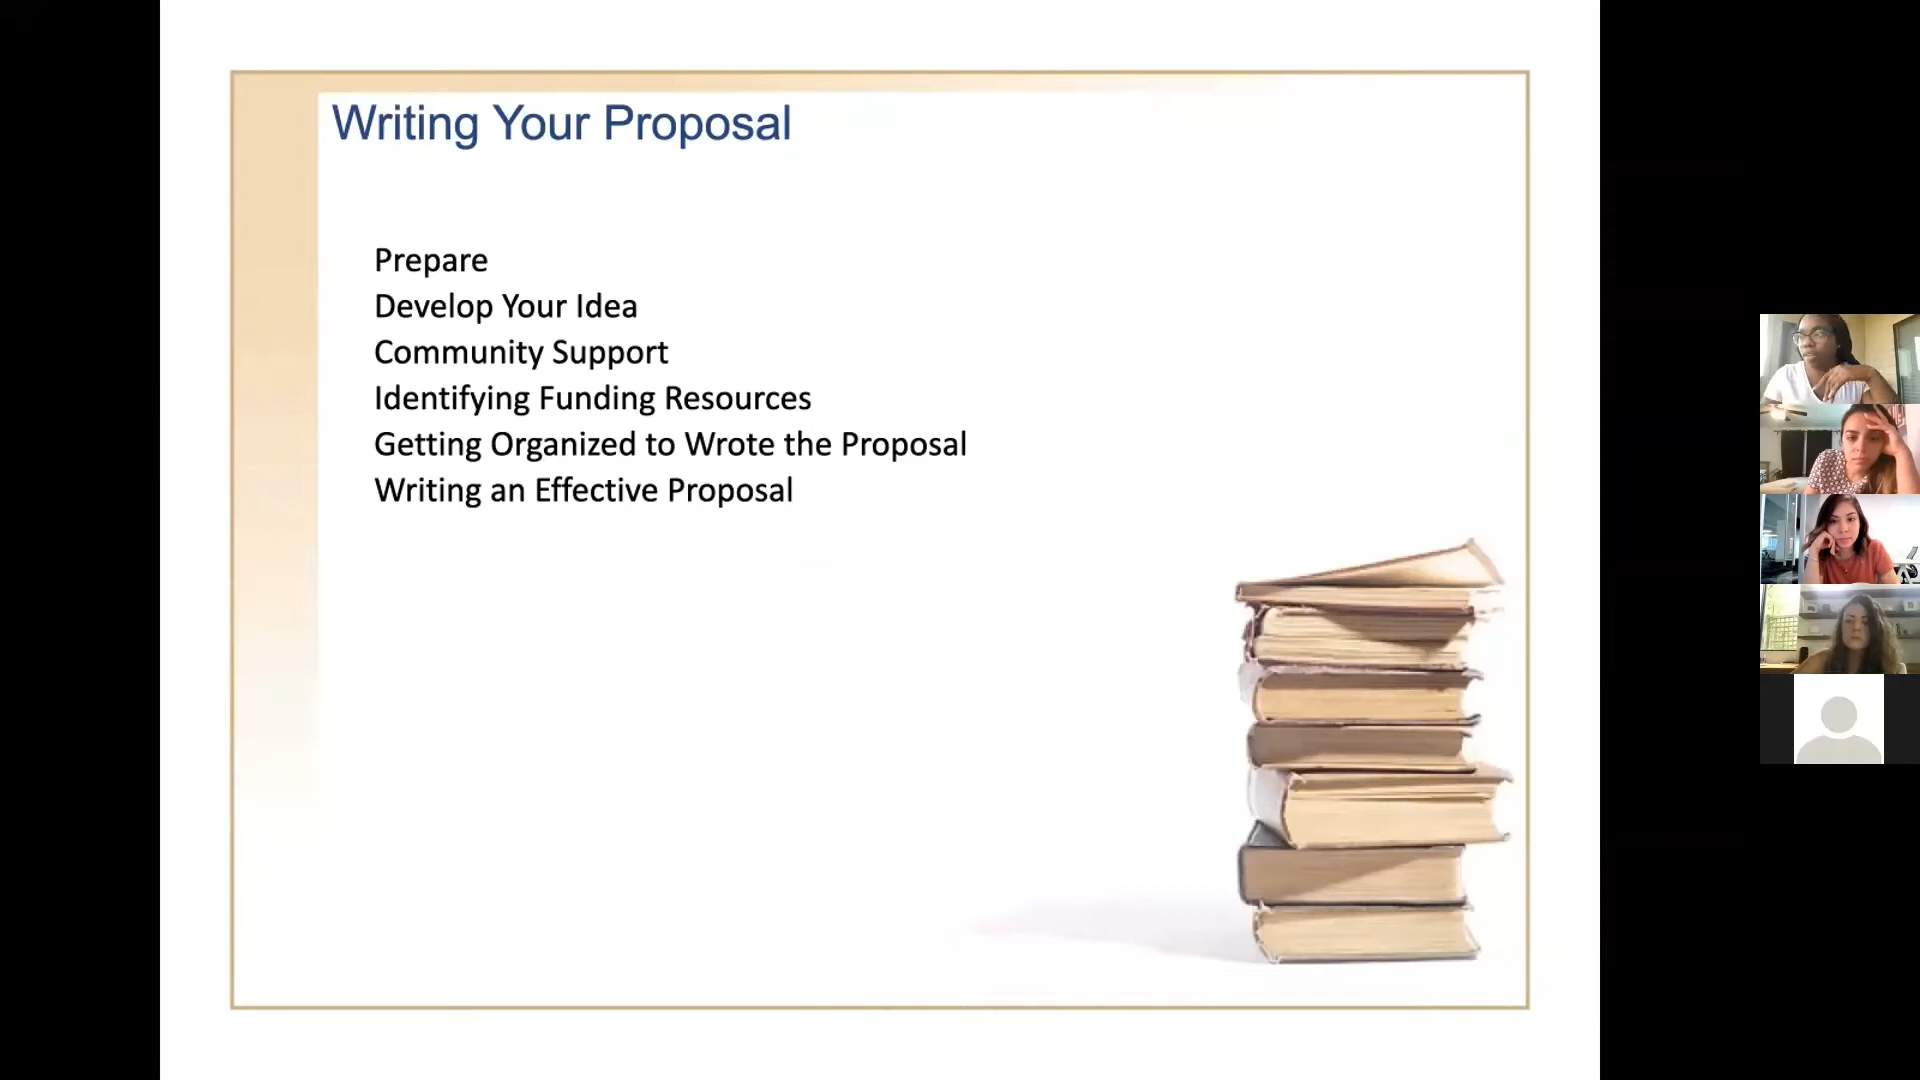 Writing Your Proposal
Prepare
Develop Your Idea
Community Support
Identifying Funding Resources
Getting Organized to Wrote the Proposal
Writing an Effective Proposal